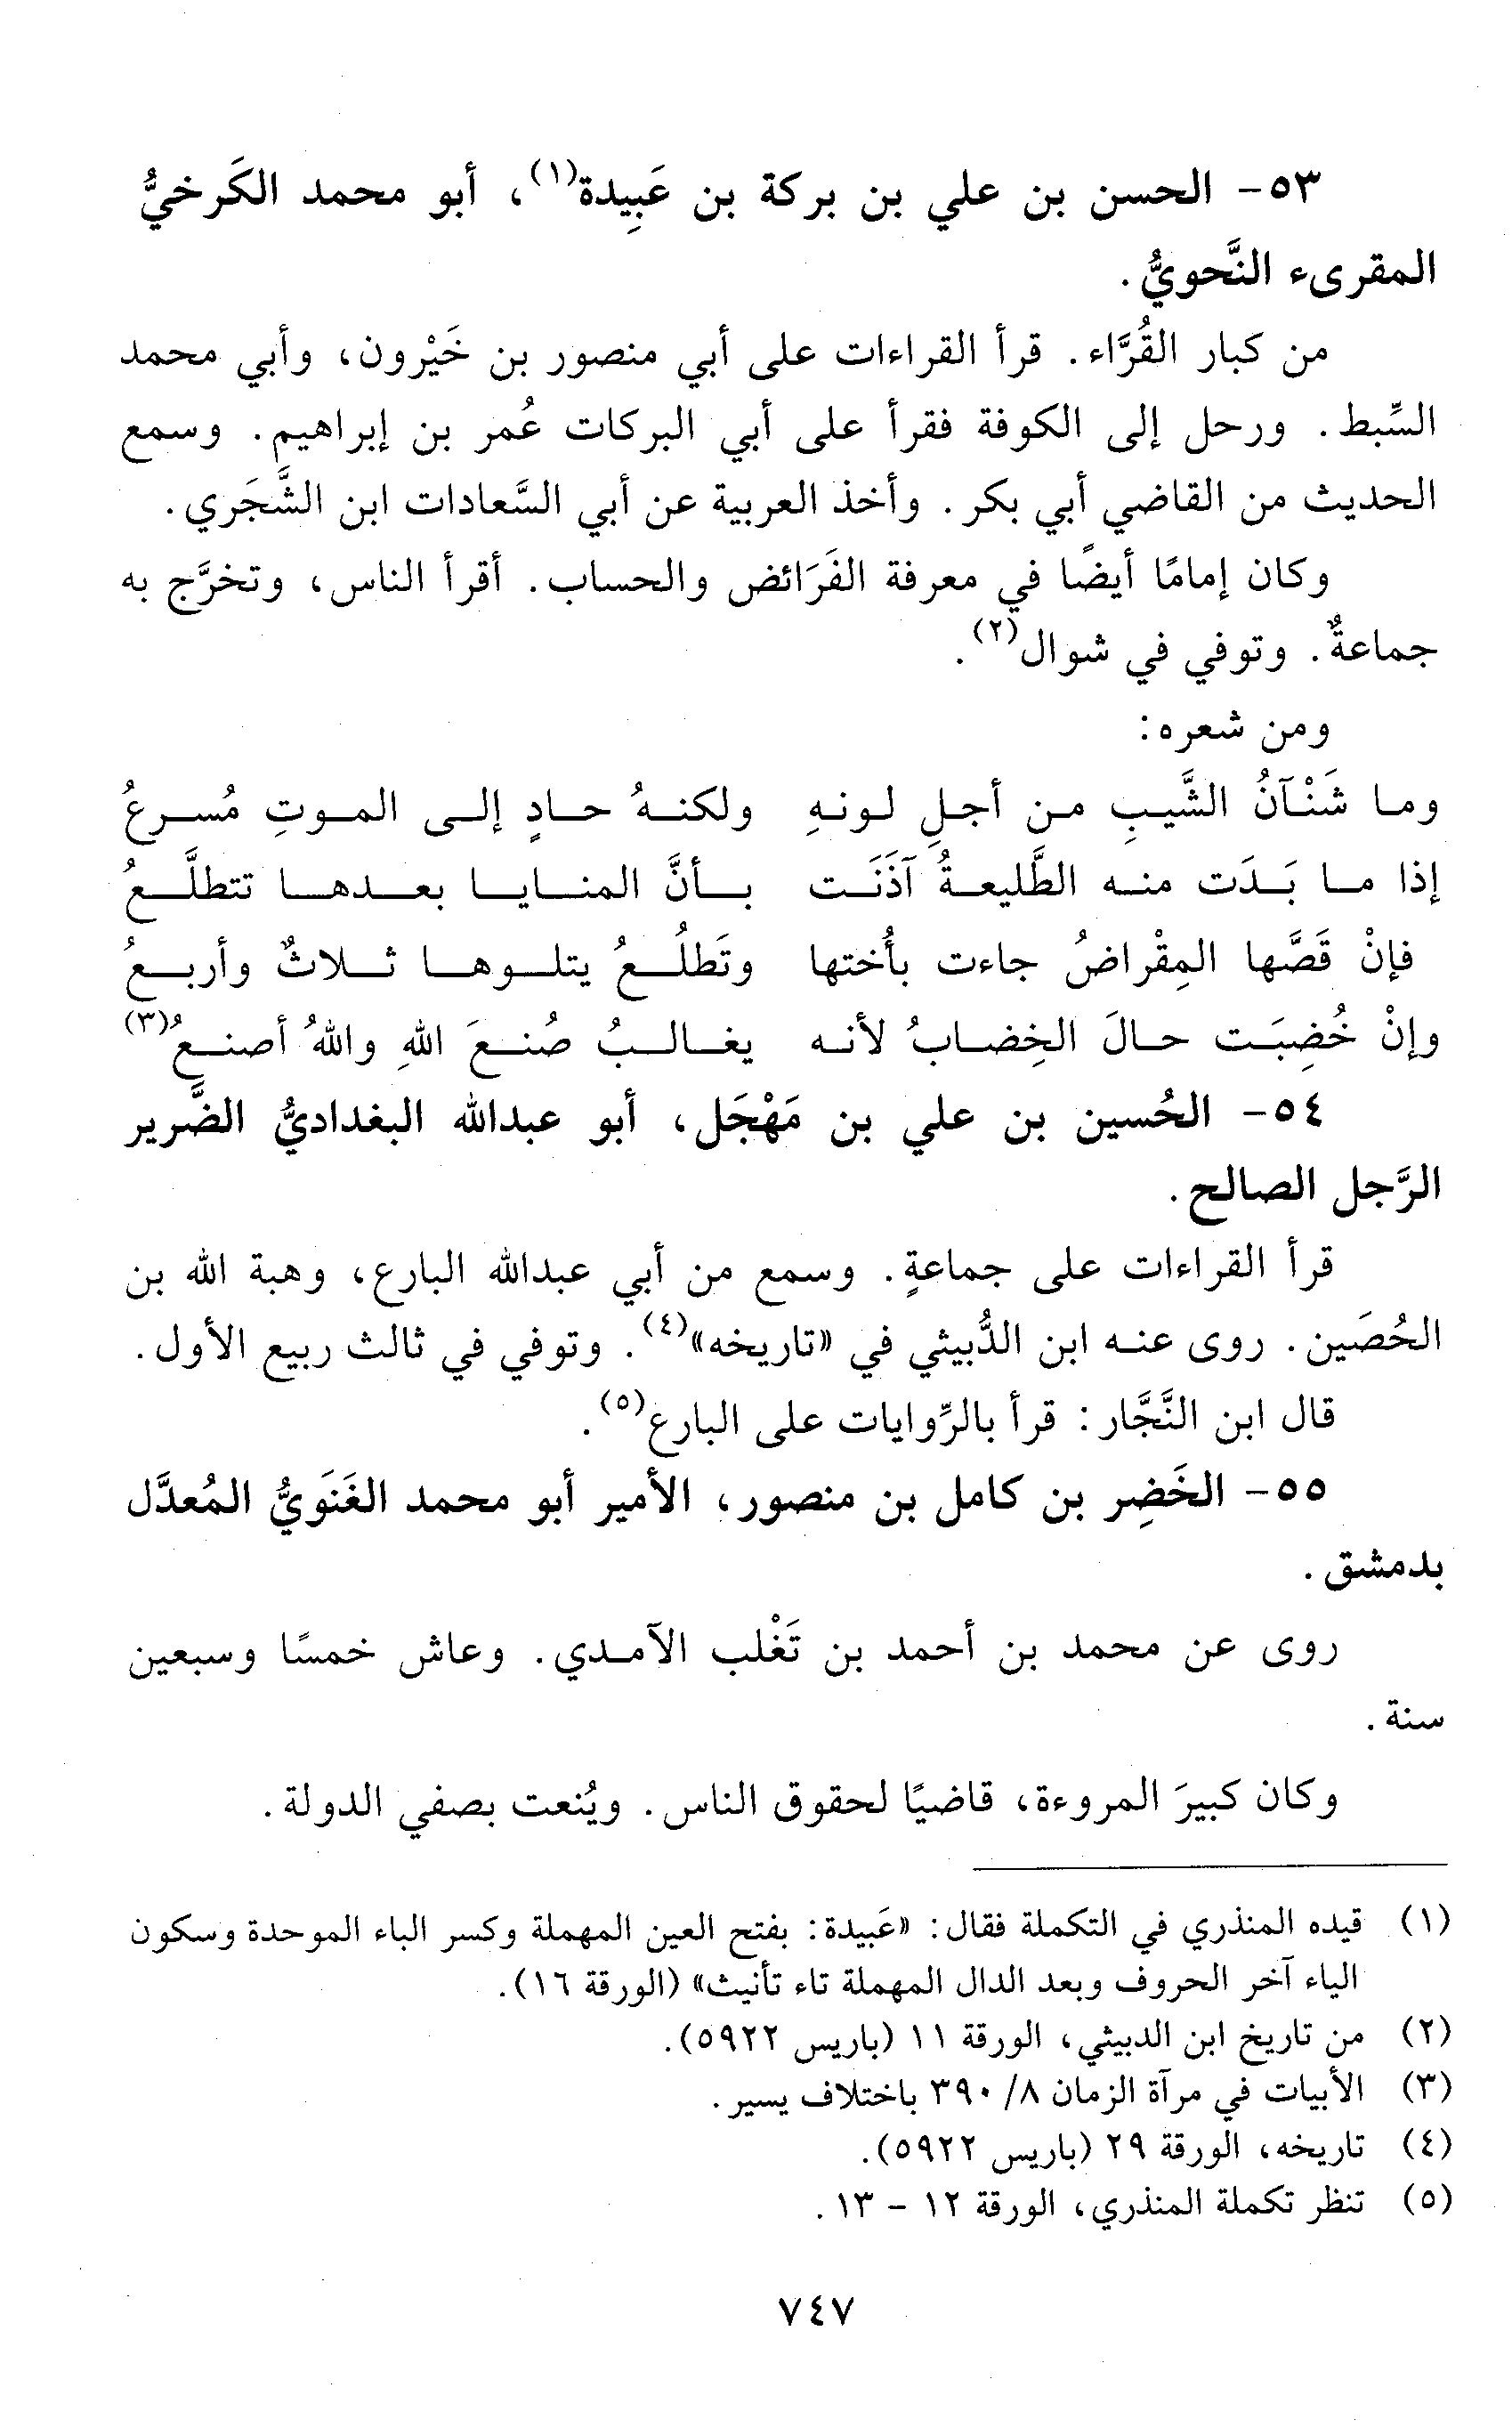 ٥٣- الحسن بن علي بن بركة بن عَبِيدة(١)، أبو محمد الكَرخيُّ
المقرىء النَّحويُّ.
من كبار القُرَّاء. قرأ القراءات على أبي منصور بن خَيْرون، وأبي محمد
السِّبط. ورحل إلى الكوفة فقرأ على أبي البركات عُمر بن إبراهيم. وسمع
الحديث من القاضي أبي بكر. وأخذ العربية عن أبي السَّعادات ابن الشَّجَري.
وكان إمامًا أيضًا في معرفة الفَرَائض والحساب. أقرأ الناس، وتخرَّج به
جماعةٌ. وتوفي في شوال(٢).
ومن شعره:
وما شَنْآنُ الشَّيبِ من أجلِ لونهِ ولكنهُ حادٍ إلى الموتِ مُسرعُ
إذا ما بَدَت منه الطَّليعةُ آذَنَت بأنَّ المنايا بعدها تتطلَّعُ
فإنْ قَصَّها المِقْراضُ جاءت بأُختها وتَطلُعُ يتلوها ثلاثٌ وأربعُ
وإنْ خُضِبَت حالَ الخِضابُ لأنه يغالبُ صُنعَ اللهِ واللهُ أصنعُ(٣)
٥٤- الحُسين بن علي بن مَهْجَل، أبو عبدالله البغداديُّ الضَّرير
الرَّجل الصالح.
قرأ القراءات على جماعةٍ. وسمع من أبي عبدالله البارع، وهبة الله بن
الحُصَين. روى عنه ابن الدُّبيثي في «تاريخه»(٤). وتوفي في ثالث ربيع الأول.
قال ابن النَّجَّار: قرأ بالرِّوايات على البارع(٥).
٥٥- الخَضِر بن كامل بن منصور، الأمير أبو محمد الغَنَويُّ المُعدَّل
بدمشق.
روى عن محمد بن أحمد بن تَغْلب الآمدي. وعاش خمسًا وسبعين
سنة.
وكان كبيرَ المروءة، قاضيًا لحقوق الناس. ويُنعت بصفي الدولة.
(١) قيده المنذري في التكملة فقال: «عَبيدة: بفتح العين المهملة وكسر الباء الموحدة وسكون
الياء آخر الحروف وبعد الدال المهملة تاء تأنيث» (الورقة ١٦).
(٢) من تاريخ ابن الدبيثي، الورقة ١١ (باريس ٥٩٢٢).
(٣) الأبيات في مرآة الزمان ٨/ ٣٩٠ باختلاف يسير.
(٤) تاريخه، الورقة ٢٩ (باريس ٥٩٢٢).
(٥) تنظر تكملة المنذري، الورقة ١٢ - ١٣.
٧٤٧